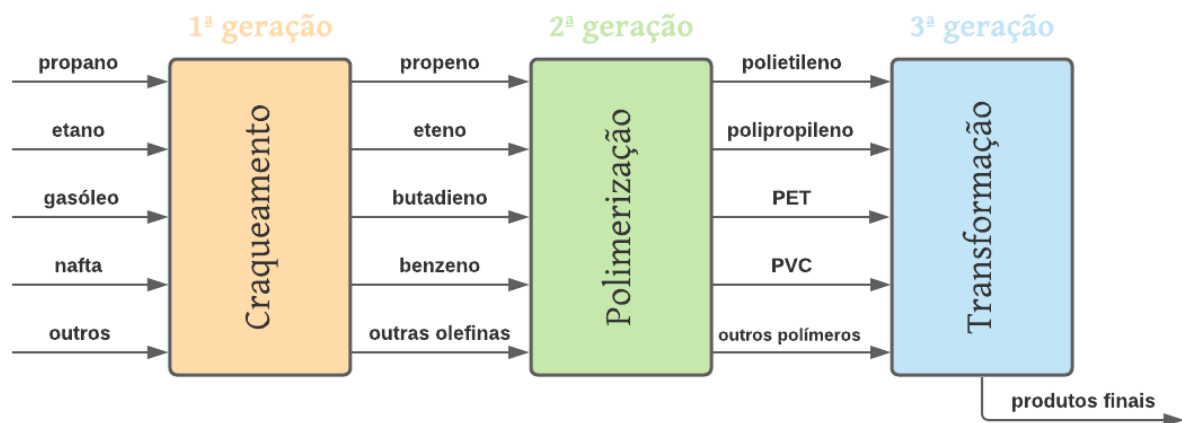 1ª geração
2ª geração
3ª geração
propano
etano
gasóleo
nafta
outros
Craqueamento
propeno
eteno
butadieno
benzeno
outras olefinas
Polimerização
polietileno
polipropileno
PET
PVC
outros polímeros
Transformação
produtos finais